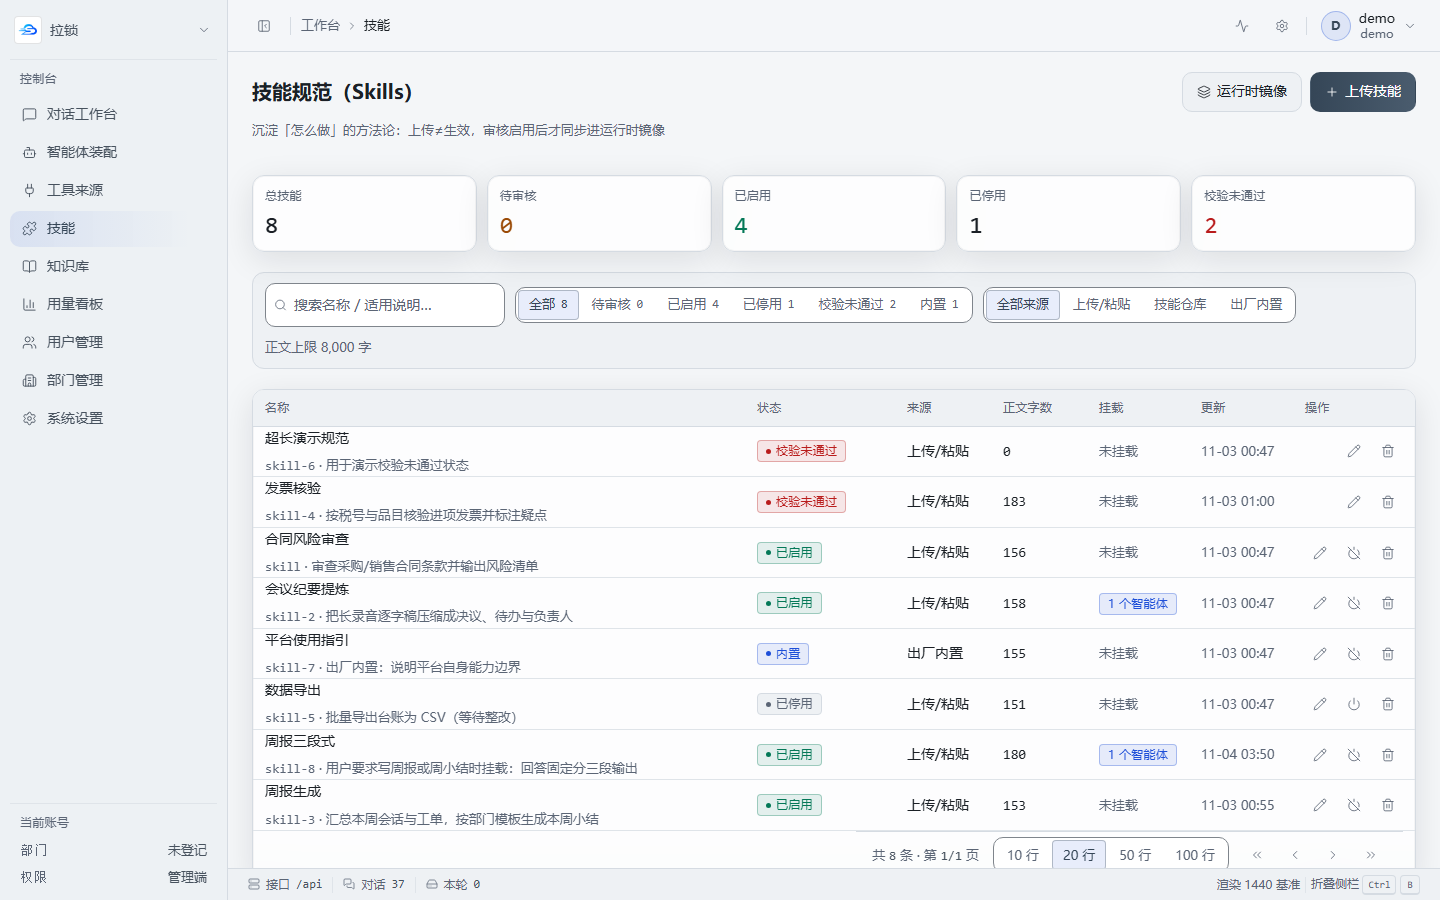 拉锁
控制台
对话工作台
智能体装配
工具来源
技能
知识库
用量看板
用户管理
部门管理
系统设置
当前账号
部门 未登记
权限 管理端
工作台 > 技能
D demo
demo
技能规范（Skills）
沉淀「怎么做」的方法论：上传≠生效，审核启用后才同步进运行时镜像
运行时镜像
+ 上传技能
总技能 待审核 已启用 已停用 校验未通过
8 0 4 1 2
搜索名称 / 适用说明...
全部 8 待审核 0 已启用 4 已停用 1 校验未通过 2 内置 1
全部来源 上传/粘贴 技能仓库 出厂内置
正文上限 8,000 字
名称 状态 来源 正文字数 挂载 更新 操作
超长演示规范
skill-6 · 用于演示校验未通过状态
校验未通过 上传/粘贴 0 未挂载 11-03 00:47
发票核验
skill-4 · 按税号与品目核验进项发票并标注疑点
校验未通过 上传/粘贴 183 未挂载 11-03 01:00
合同风险审查
skill · 审查采购/销售合同条款并输出风险清单
已启用 上传/粘贴 156 未挂载 11-03 00:47
会议纪要提炼
skill-2 · 把长录音逐字稿压缩成决议、待办与负责人
已启用 上传/粘贴 158 1 个智能体 11-03 00:47
平台使用指引
skill-7 · 出厂内置：说明平台自身能力边界
内置 出厂内置 155 未挂载 11-03 00:47
数据导出
skill-5 · 批量导出台账为 CSV（等待整改）
已停用 上传/粘贴 151 未挂载 11-03 00:47
周报三段式
skill-8 · 用户要求写周报或周小结时挂载：回答固定分三段输出
已启用 上传/粘贴 180 1 个智能体 11-04 03:50
周报生成
skill-3 · 汇总本周会话与工单，按部门模板生成本周小结
已启用 上传/粘贴 153 未挂载 11-03 00:55
共 8 条 · 第 1/1 页 10 行 20 行 50 行 100 行
接口 /api 对话 37 本轮 0
渲染 1440 基准 折叠侧栏 Ctrl B